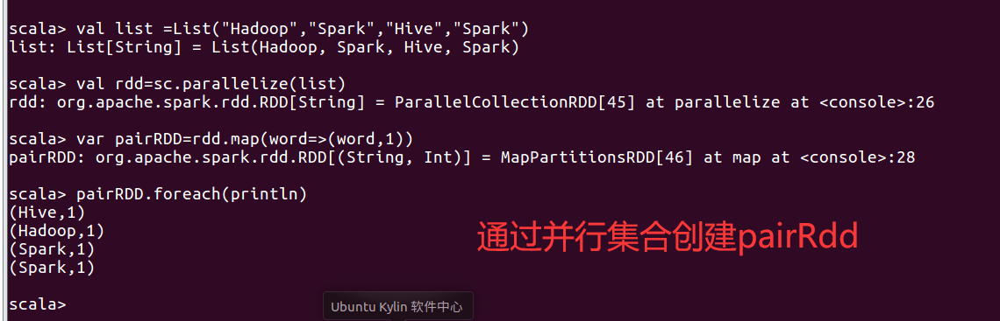 scala> val list =List("Hadoop","Spark","Hive","Spark")
list: List[String] = List(Hadoop, Spark, Hive, Spark)
scala> val rdd=sc.parallelize(list)
rdd: org.apache.spark.rdd.RDD[String] = ParallelCollectionRDD[45] at parallelize at <console>:26
scala> var pairRDD=rdd.map(word=>(word,1))
pairRDD: org.apache.spark.rdd.RDD[(String, Int)] = MapPartitionsRDD[46] at map at <console>:28
scala> pairRDD.foreach(println)
(Hive,1)
(Hadoop,1)
(Spark,1)
(Spark,1)
通过并行集合创建pairRdd
scala>
Ubuntu Kylin 软件中心